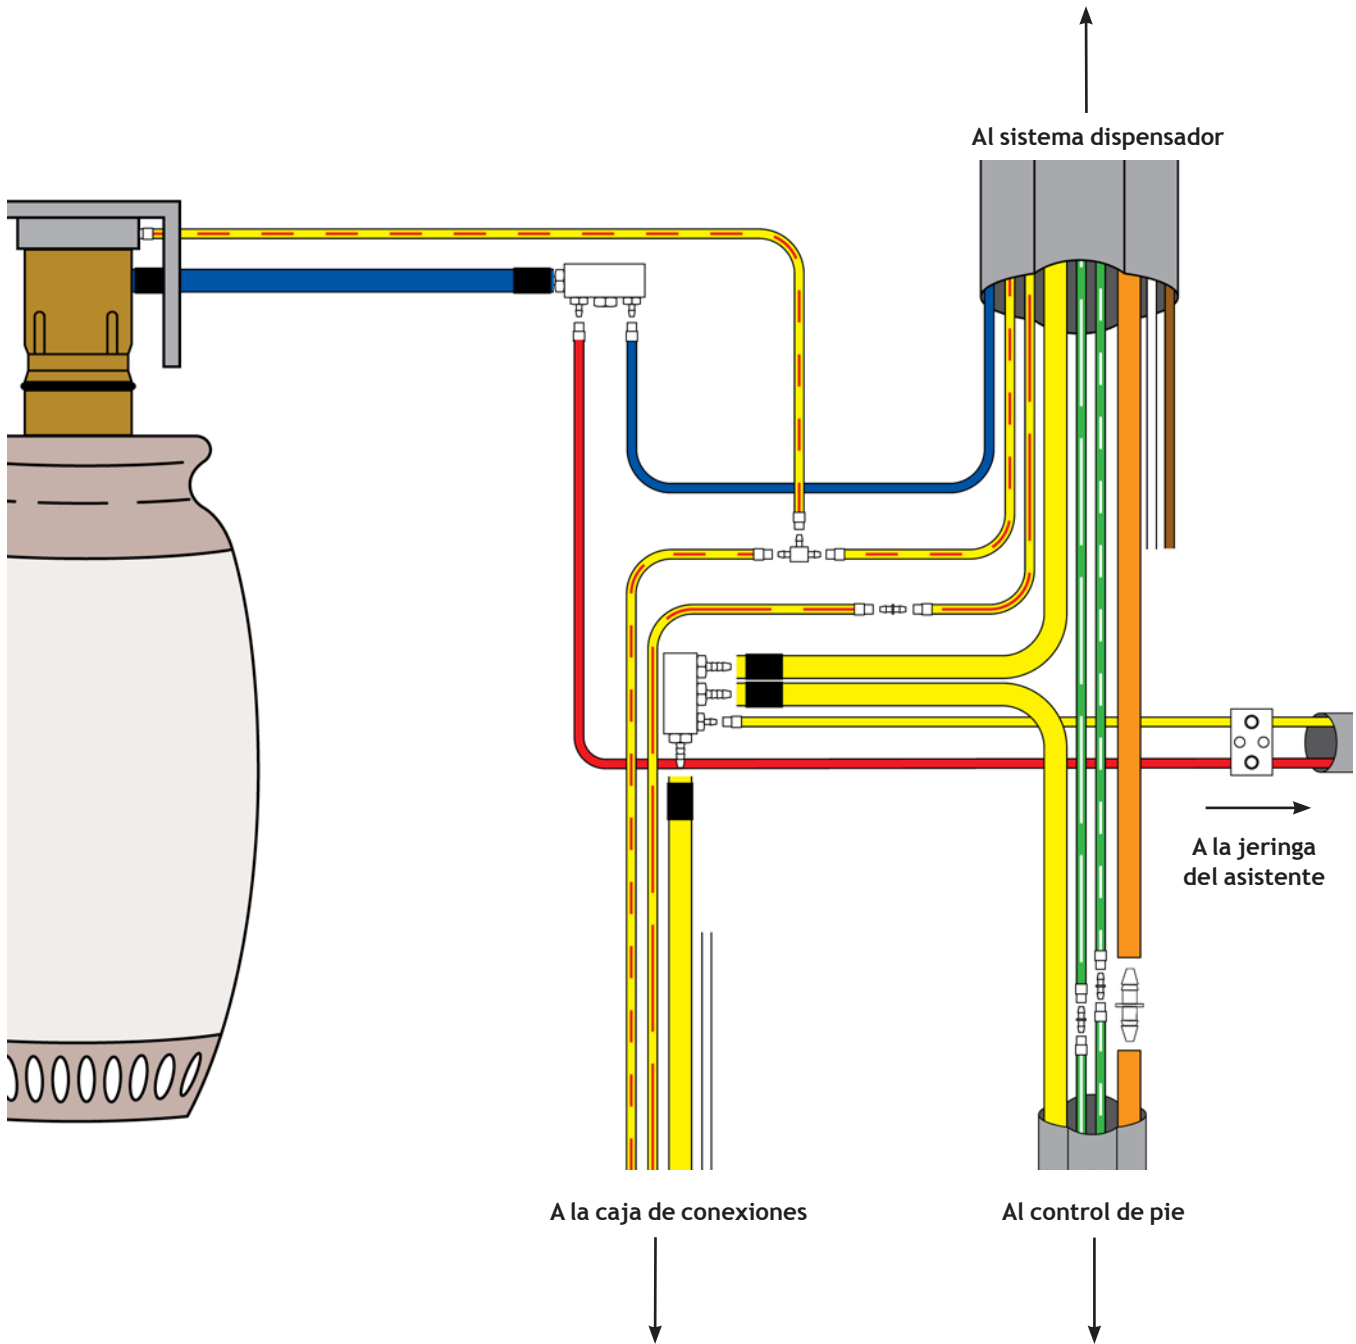 Al sistema dispensador
A la jeringa
del asistente
A la caja de conexiones
Al control de pie